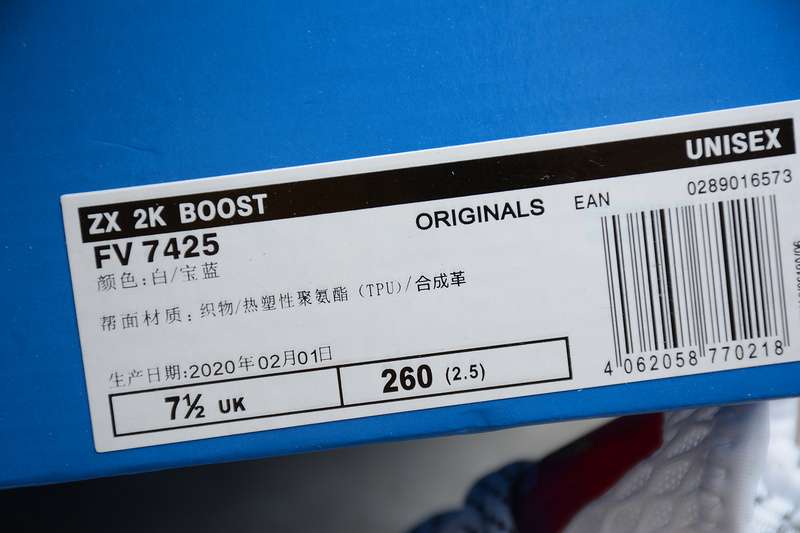 UNISEX
ZX 2K BOOST
FV 7425
ORIGINALS
EAN
0289016573
颜色:白/宝蓝
帮面材质:织物/热塑性聚氨酯(TPU)/合成革
生产日期:2020年02月01日
7½ UK
260 (2.5)
4 062058 770218